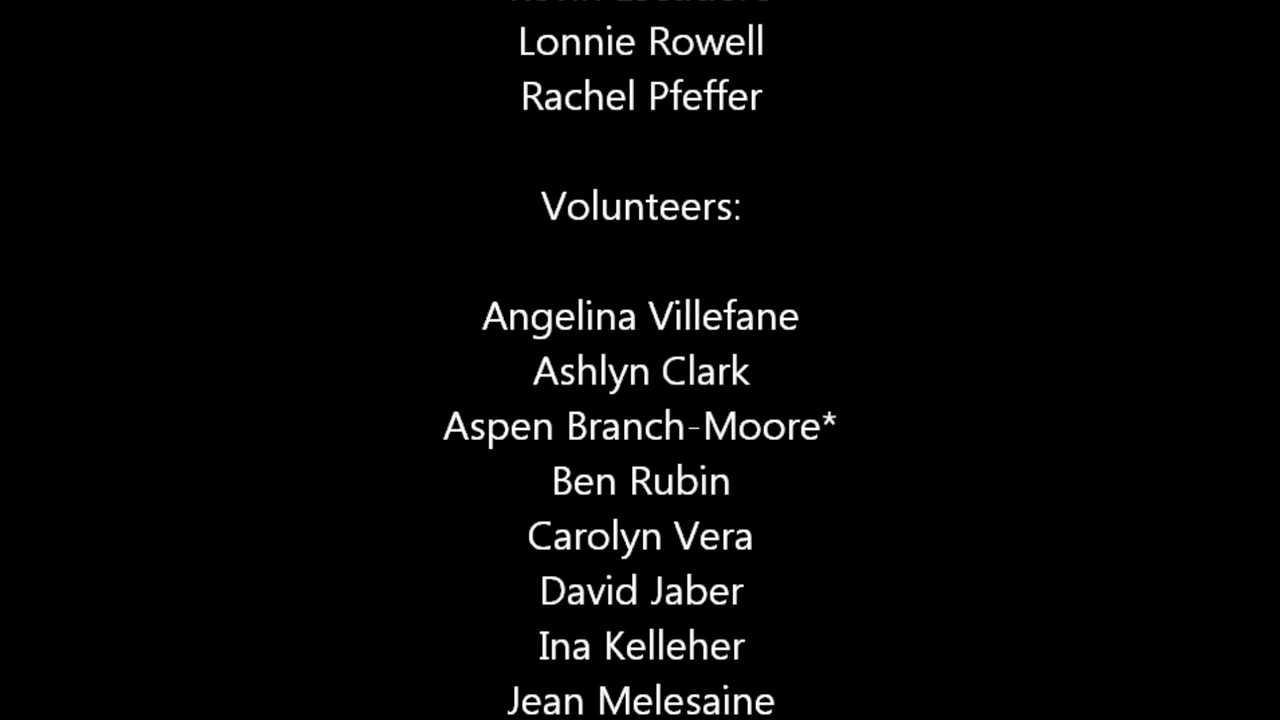 Lonnie Rowell
Rachel Pfeffer
Volunteers:
Angelina Villefane
Ashlyn Clark
Aspen Branch-Moore*
Ben Rubin
Carolyn Vera
David Jaber
Ina Kelleher
Jean Melesaine